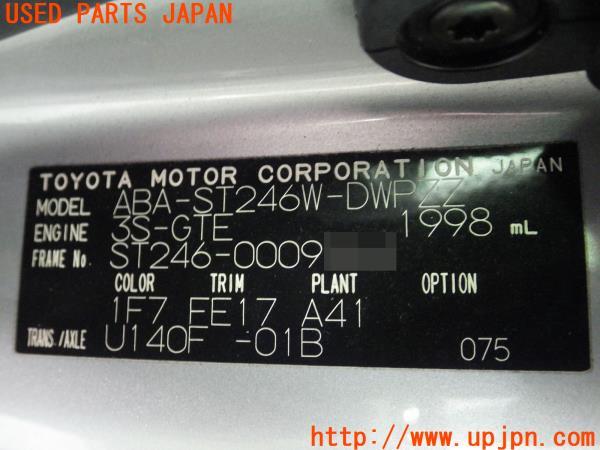 USED PARTS JAPAN
TOYOTA MOTOR CORPORATION JAPAN
MODEL ABA-ST246W-DWPZZ
ENGINE 3S-GTE 1998 mL
FRAME No. ST246-0009
COLOR TRIM PLANT OPTION
1F7 FE17 A41
TRANS./AXLE U140F -01B 075
http://www.upjpn.com/